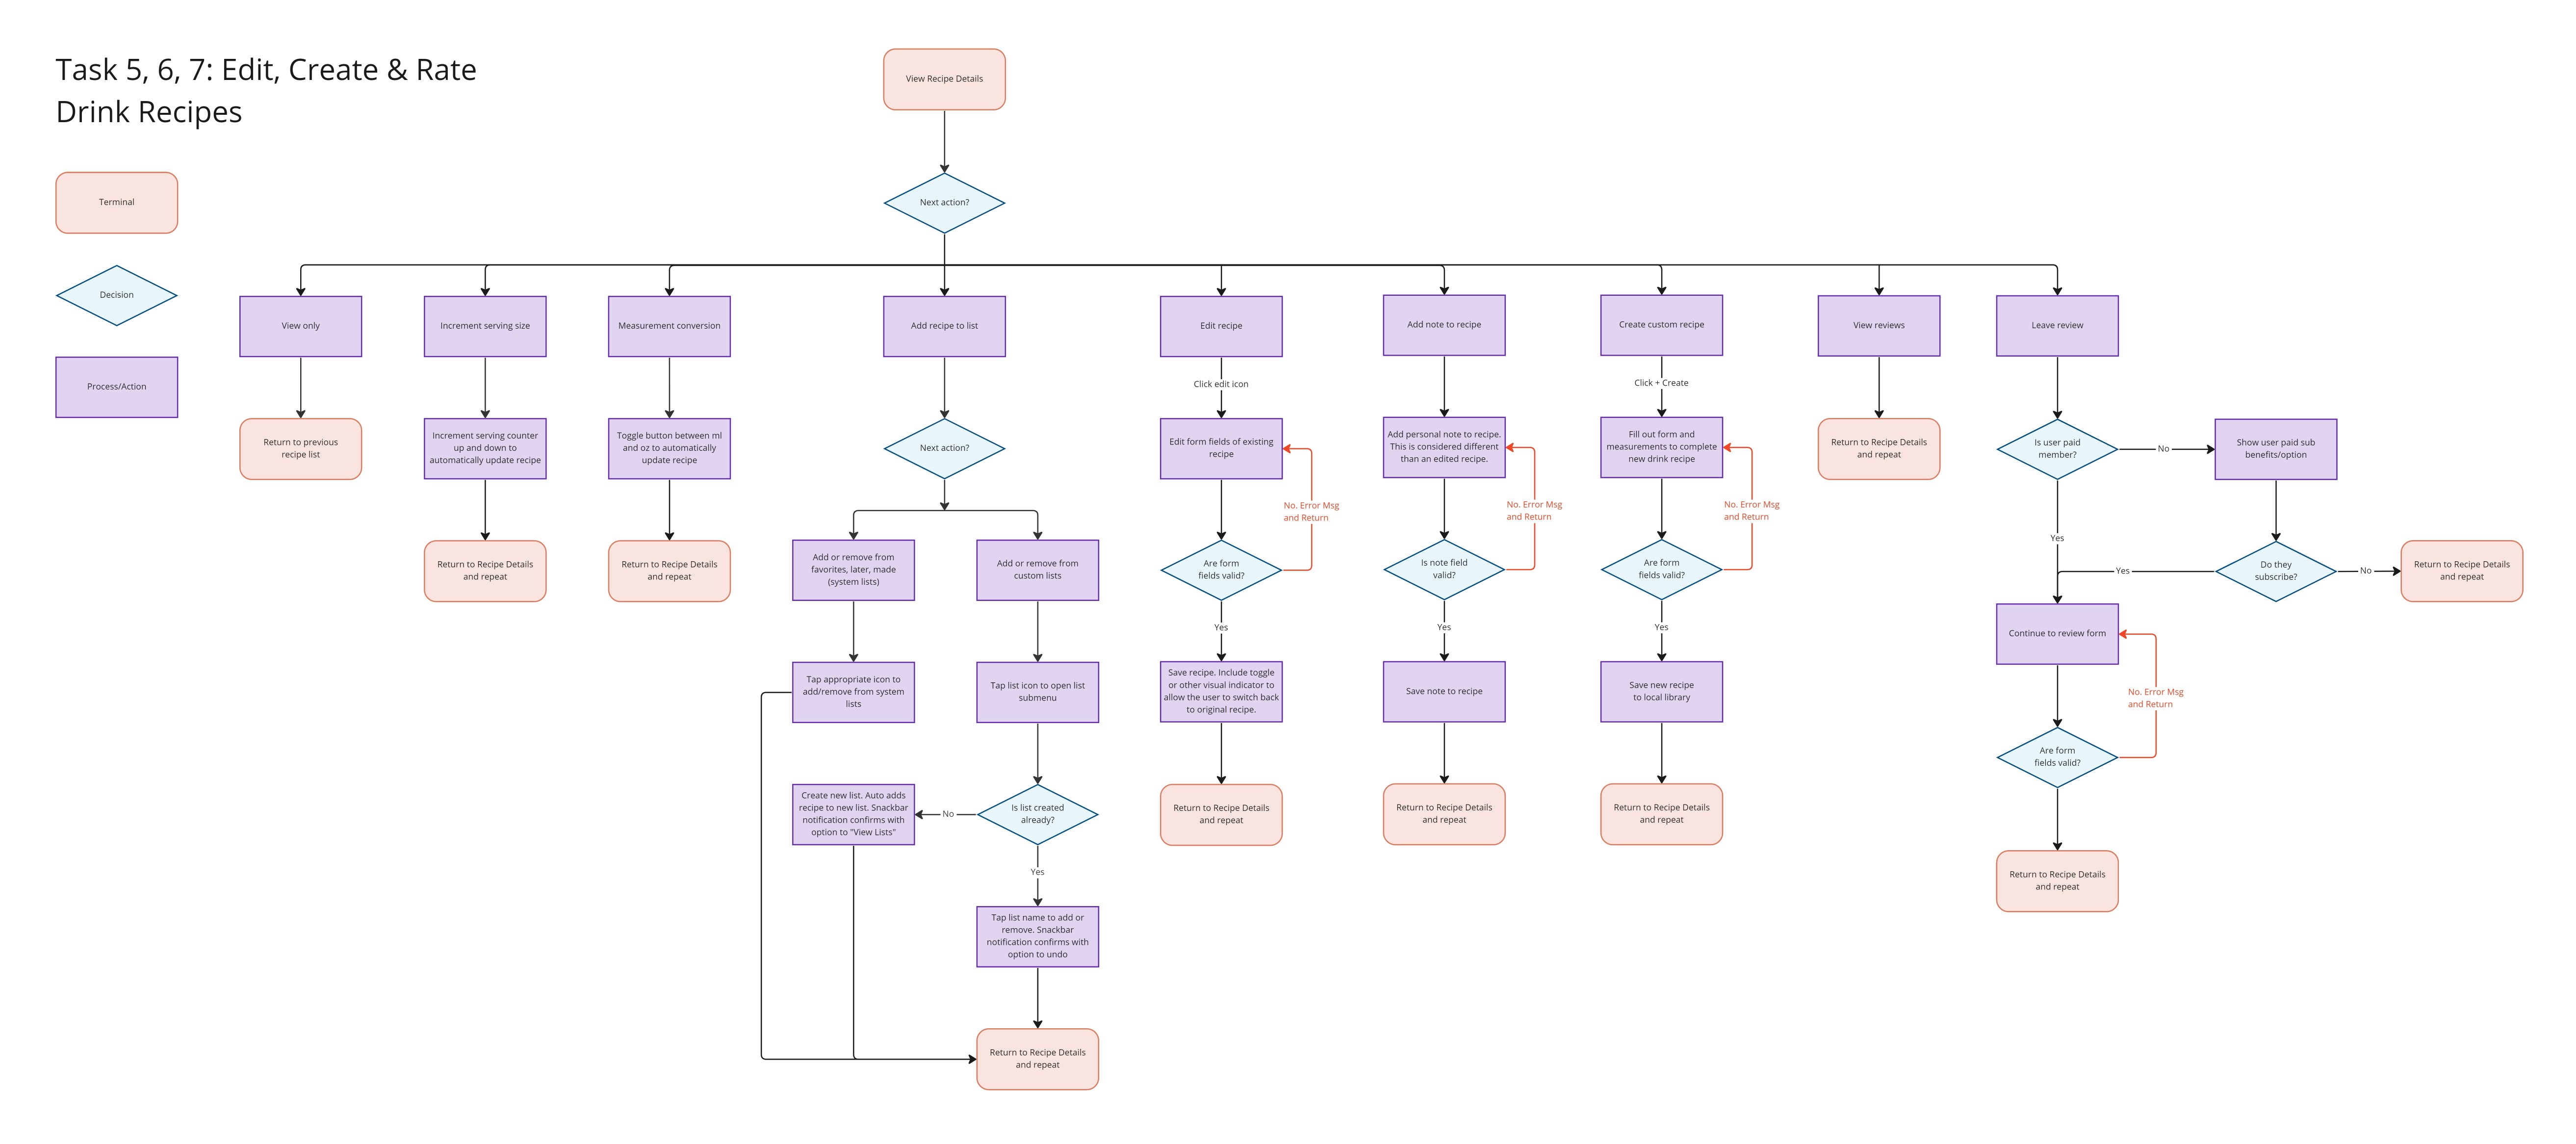 Task 5, 6, 7: Edit, Create & Rate
Drink Recipes
View Recipe Details
Terminal
Next action?
Decision
Process/Action
View only
Increment serving size
Measurement conversion
Add recipe to list
Edit recipe
Add note to recipe
Create custom recipe
View reviews
Leave review
Click edit icon
Click + Create
Return to previous
recipe list
Increment serving counter
up and down to
automatically update recipe
Toggle button between ml
and oz to automatically
update recipe
Next action?
Edit form fields of existing
recipe
Add personal note to recipe.
This is considered different
than an edited recipe.
Fill out form and
measurements to complete
new drink recipe
Return to Recipe Details
and repeat
Is user paid
member?
No
Show user paid sub
benefits/option
No. Error Msg
and Return
No. Error Msg
and Return
No. Error Msg
and Return
Yes
Return to Recipe Details
and repeat
Return to Recipe Details
and repeat
Add or remove from
favorites, later, made
(system lists)
Add or remove from
custom lists
Are form
fields valid?
Is note field
valid?
Are form
fields valid?
Yes
Do they
subscribe?
No
Return to Recipe Details
and repeat
Yes
Yes
Yes
Continue to review form
Tap appropriate icon to
add/remove from system
lists
Tap list icon to open list
submenu
Save recipe. Include toggle
or other visual indicator to
allow the user to switch back
to original recipe.
Save note to recipe
Save new recipe
to local library
No. Error Msg
and Return
Are form
fields valid?
Create new list. Auto adds
recipe to new list. Snackbar
notification confirms with
option to "View Lists"
No
Is list created
already?
Return to Recipe Details
and repeat
Return to Recipe Details
and repeat
Return to Recipe Details
and repeat
Yes
Return to Recipe Details
and repeat
Tap list name to add or
remove. Snackbar
notification confirms with
option to undo
Return to Recipe Details
and repeat